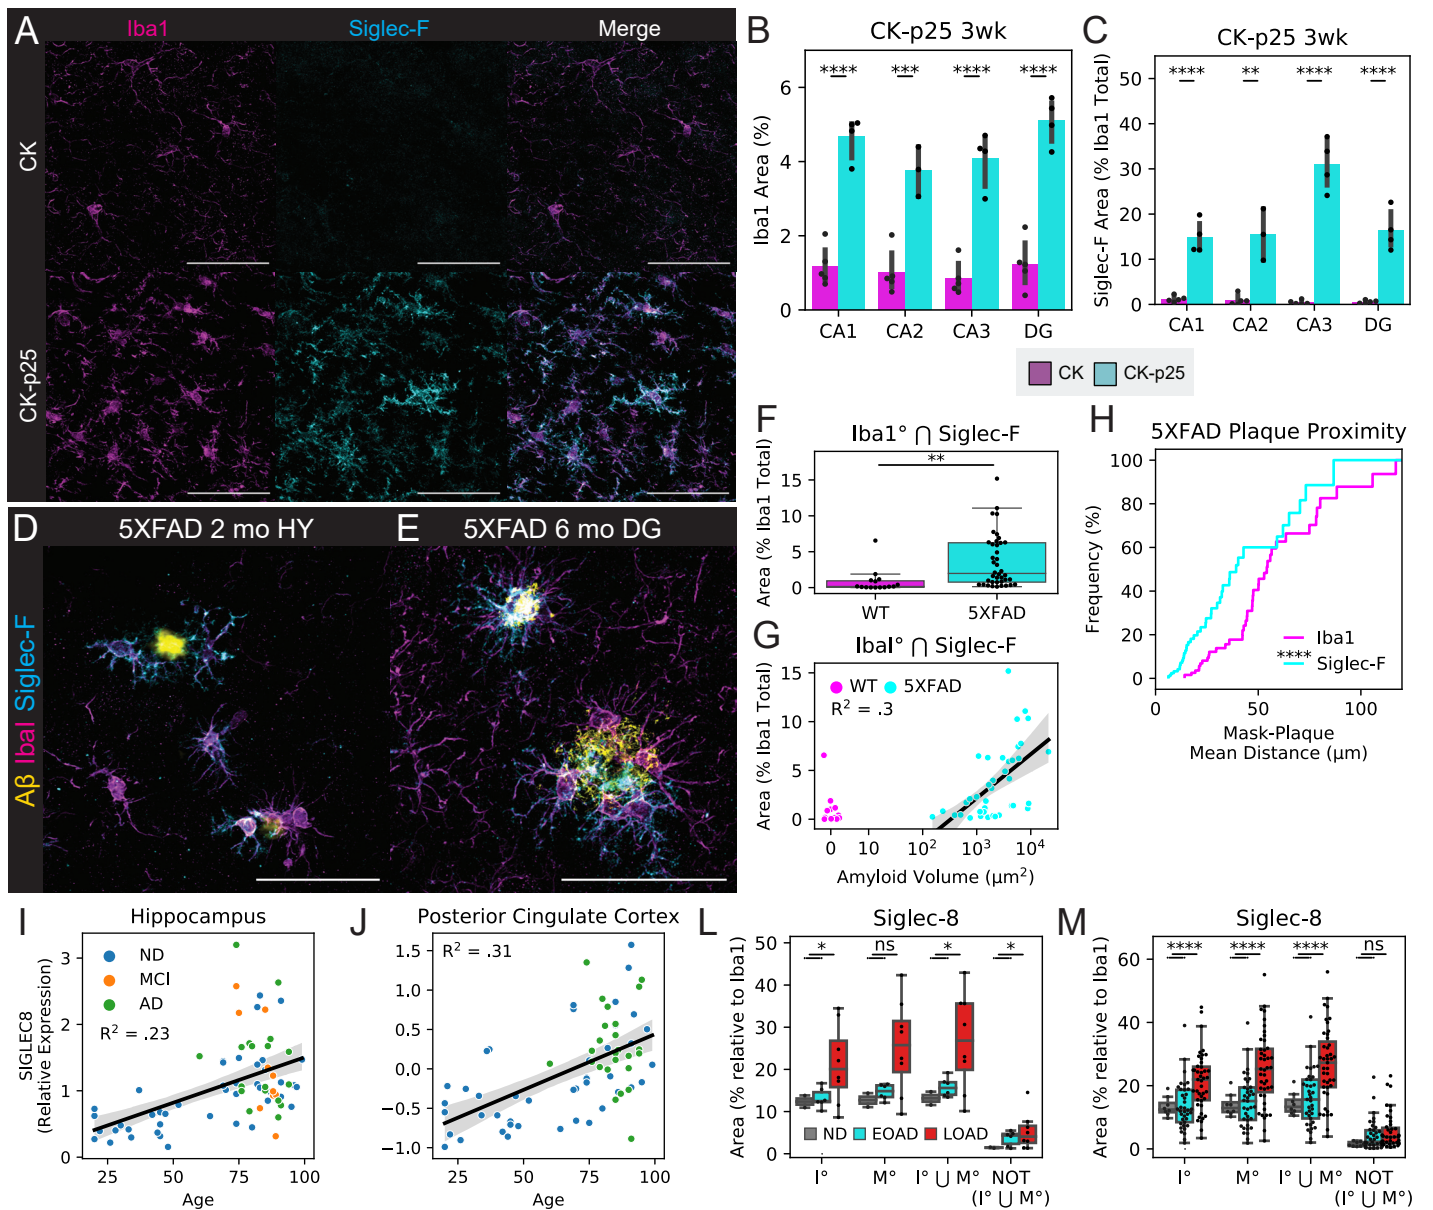 A
Iba1
Siglec-F
Merge
CK
CK-p25
B
CK-p25 3wk
**** *** **** ****
Iba1 Area (%)
6
4
2
0
CA1 CA2 CA3 DG
C
CK-p25 3wk
**** ** **** ****
Siglec-F Area (% Iba1 Total)
50
40
30
20
10
0
CA1 CA2 CA3 DG
CK CK-p25
D
5XFAD 2 mo HY
E
5XFAD 6 mo DG
Aβ IbaI Siglec-F
F
Iba1° ⋂ Siglec-F
**
Area (% Iba1 Total)
15
10
5
0
WT 5XFAD
G
IbaI° ⋂ Siglec-F
WT 5XFAD
R² = .3
Area (% Iba1 Total)
15
10
5
0
0 10 10² 10³ 10⁴
Amyloid Volume (μm²)
H
5XFAD Plaque Proximity
Frequency (%)
100
80
60
40
20
0
Iba1
**** Siglec-F
0 50 100
Mask-Plaque
Mean Distance (μm)
I
Hippocampus
ND
MCI
AD
R² = .23
SIGLEC8
(Relative Expression)
3
2
1
0
25 50 75 100
Age
J
Posterior Cingulate Cortex
R² = .31
1.5
1.0
0.5
0.0
−0.5
−1.0
25 50 75 100
Age
L
Siglec-8
* ns * *
Area (% relative to Iba1)
50
40
30
20
10
0
ND EOAD LOAD
I° M° I° ⋃ M° NOT
(I° ⋃ M°)
M
Siglec-8
**** **** **** ns
Area (% relative to Iba1)
60
40
20
0
I° M° I° ⋃ M° NOT
(I° ⋃ M°)